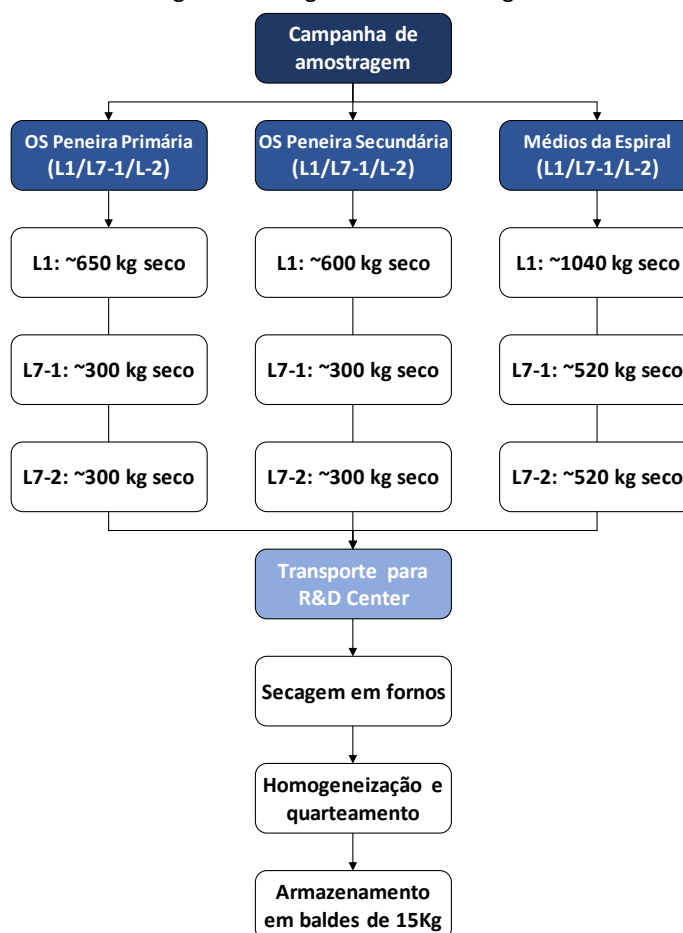 Campanha de
amostragem
OS Peneira Primária
(L1/L7-1/L-2)
OS Peneira Secundária
(L1/L7-1/L-2)
Médios da Espiral
(L1/L7-1/L-2)
L1: ~650 kg seco
L1: ~600 kg seco
L1: ~1040 kg seco
L7-1: ~300 kg seco
L7-1: ~300 kg seco
L7-1: ~520 kg seco
L7-2: ~300 kg seco
L7-2: ~300 kg seco
L7-2: ~520 kg seco
Transporte para
R&D Center
Secagem em fornos
Homogeneização e
quarteamento
Armazenamento
em baldes de 15Kg